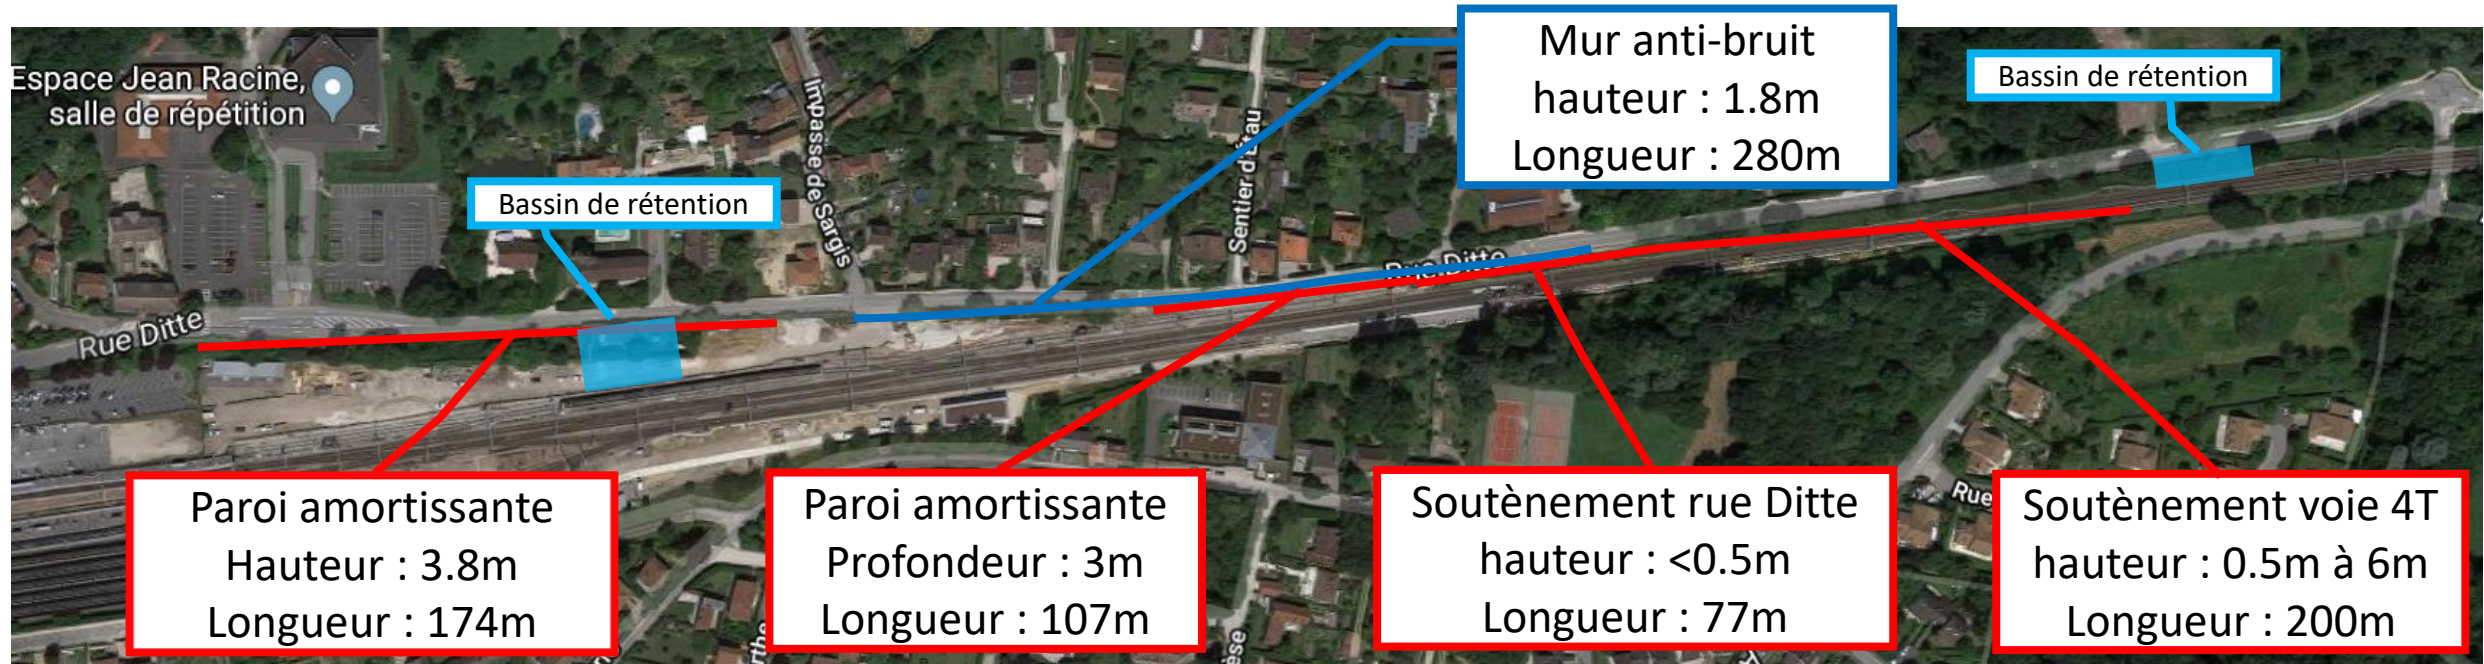 Mur anti-bruit
hauteur : 1.8m
Longueur : 280m
Espace Jean Racine,
salle de répétition
Bassin de rétention
Impasse de Sargis
Sentier d'Étau
Bassin de rétention
Rue Ditte
Rue Ditte
Paroi amortissante
Hauteur : 3.8m
Longueur : 174m
Paroi amortissante
Profondeur : 3m
Longueur : 107m
Soutènement rue Ditte
hauteur : <0.5m
Longueur : 77m
Rue
Soutènement voie 4T
hauteur : 0.5m à 6m
Longueur : 200m